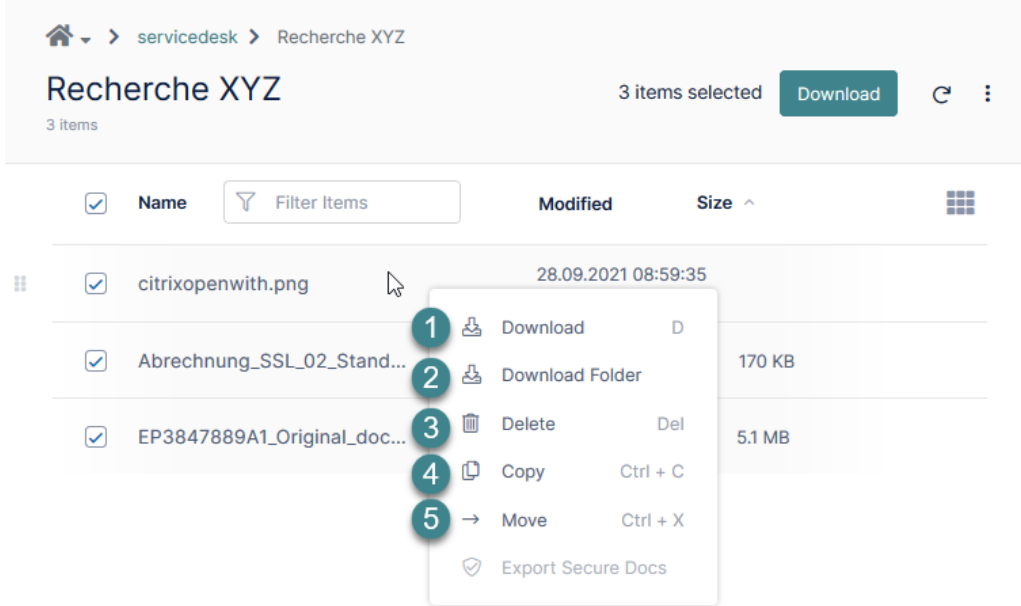 servicedesk Recherche XYZ
Recherche XYZ
3 items selected Download
3 items
Name Filter Items Modified Size
citrixopenwith.png 28.09.2021 08:59:35
1 Download D
Abrechnung_SSL_02_Stand... 170 KB
2 Download Folder
3 Delete Del
EP3847889A1_Original_doc... 5.1 MB
4 Copy Ctrl + C
5 Move Ctrl + X
Export Secure Docs